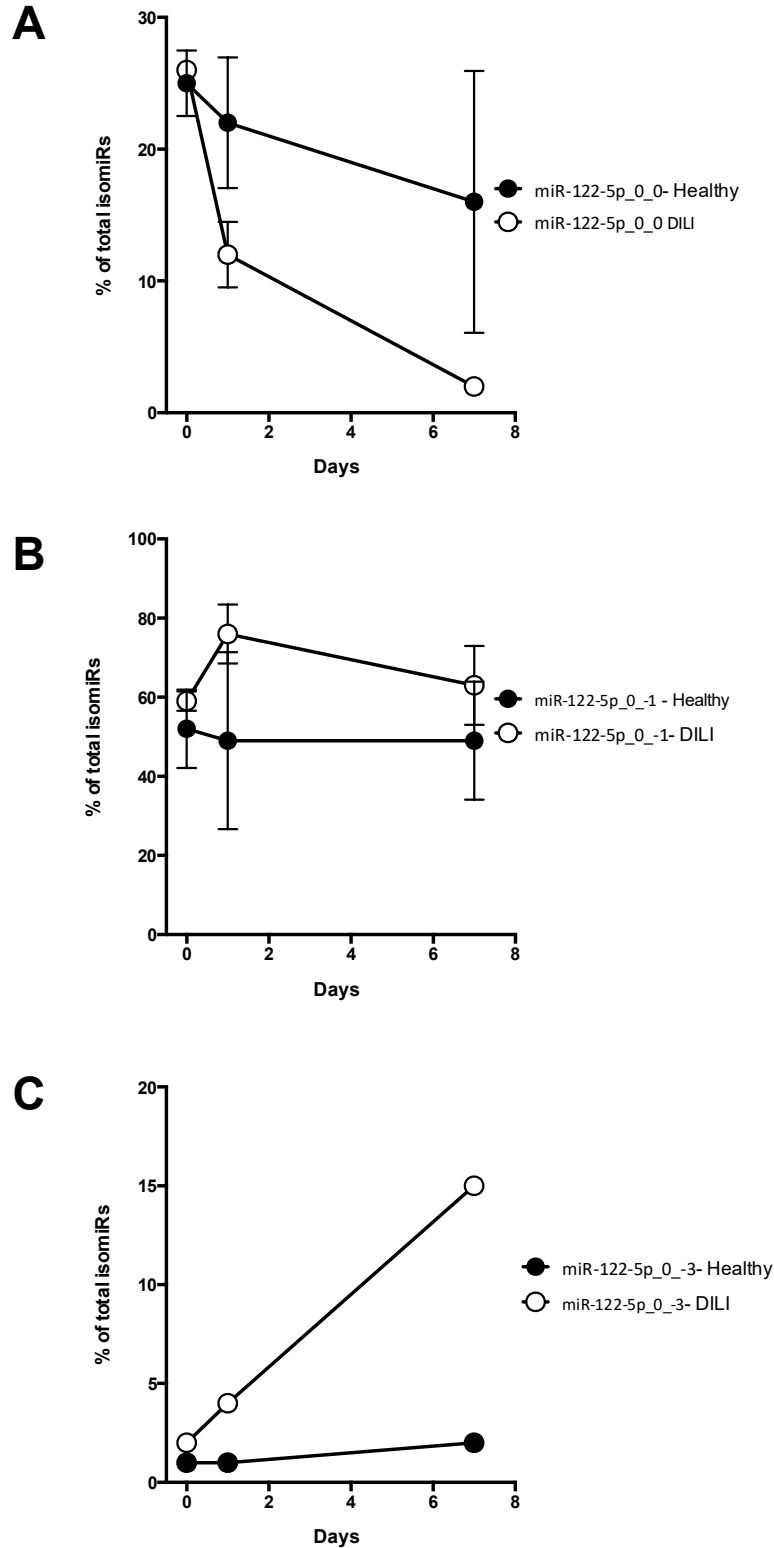 A
30
20
10
0
% of total isomiRs
0 2 4 6 8
Days
miR-122-5p_0_0- Healthy
miR-122-5p_0_0 DILI
B
100
80
60
40
20
0
% of total isomiRs
0 2 4 6 8
Days
miR-122-5p_0_-1 - Healthy
miR-122-5p_0_-1- DILI
C
20
15
10
5
0
% of total isomiRs
0 2 4 6 8
Days
miR-122-5p_0_-3- Healthy
miR-122-5p_0_-3- DILI